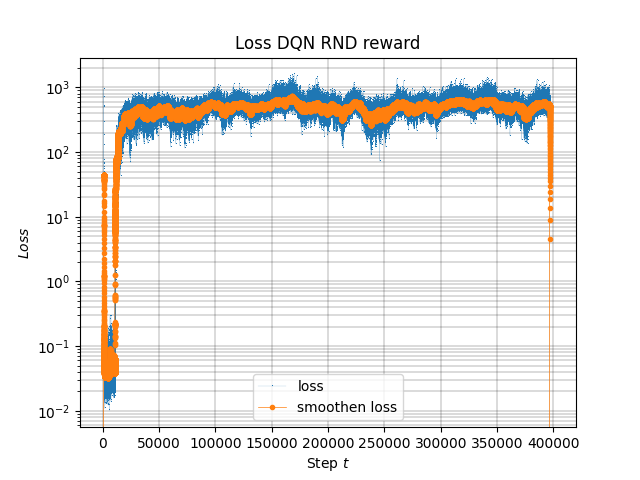 Loss DQN RND reward
Loss
10³
10²
10¹
10⁰
10⁻¹
10⁻²
loss
smoothen loss
0 50000 100000 150000 200000 250000 300000 350000 400000
Step t